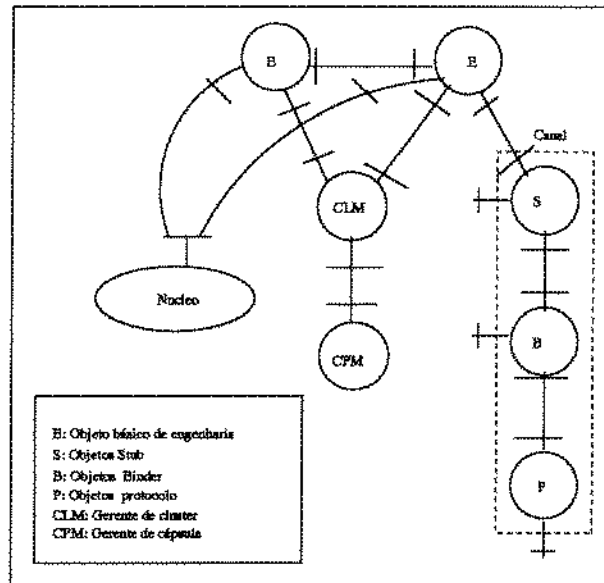 E
E
Canal
CLM
S
Nucleo
B
CPM
P
E: Objeto básico de engenharia
S: Objetos Stub
B: Objetos Binder
P: Objetos protocolo
CLM: Gerente de cluster
CPM: Gerente de cápsula